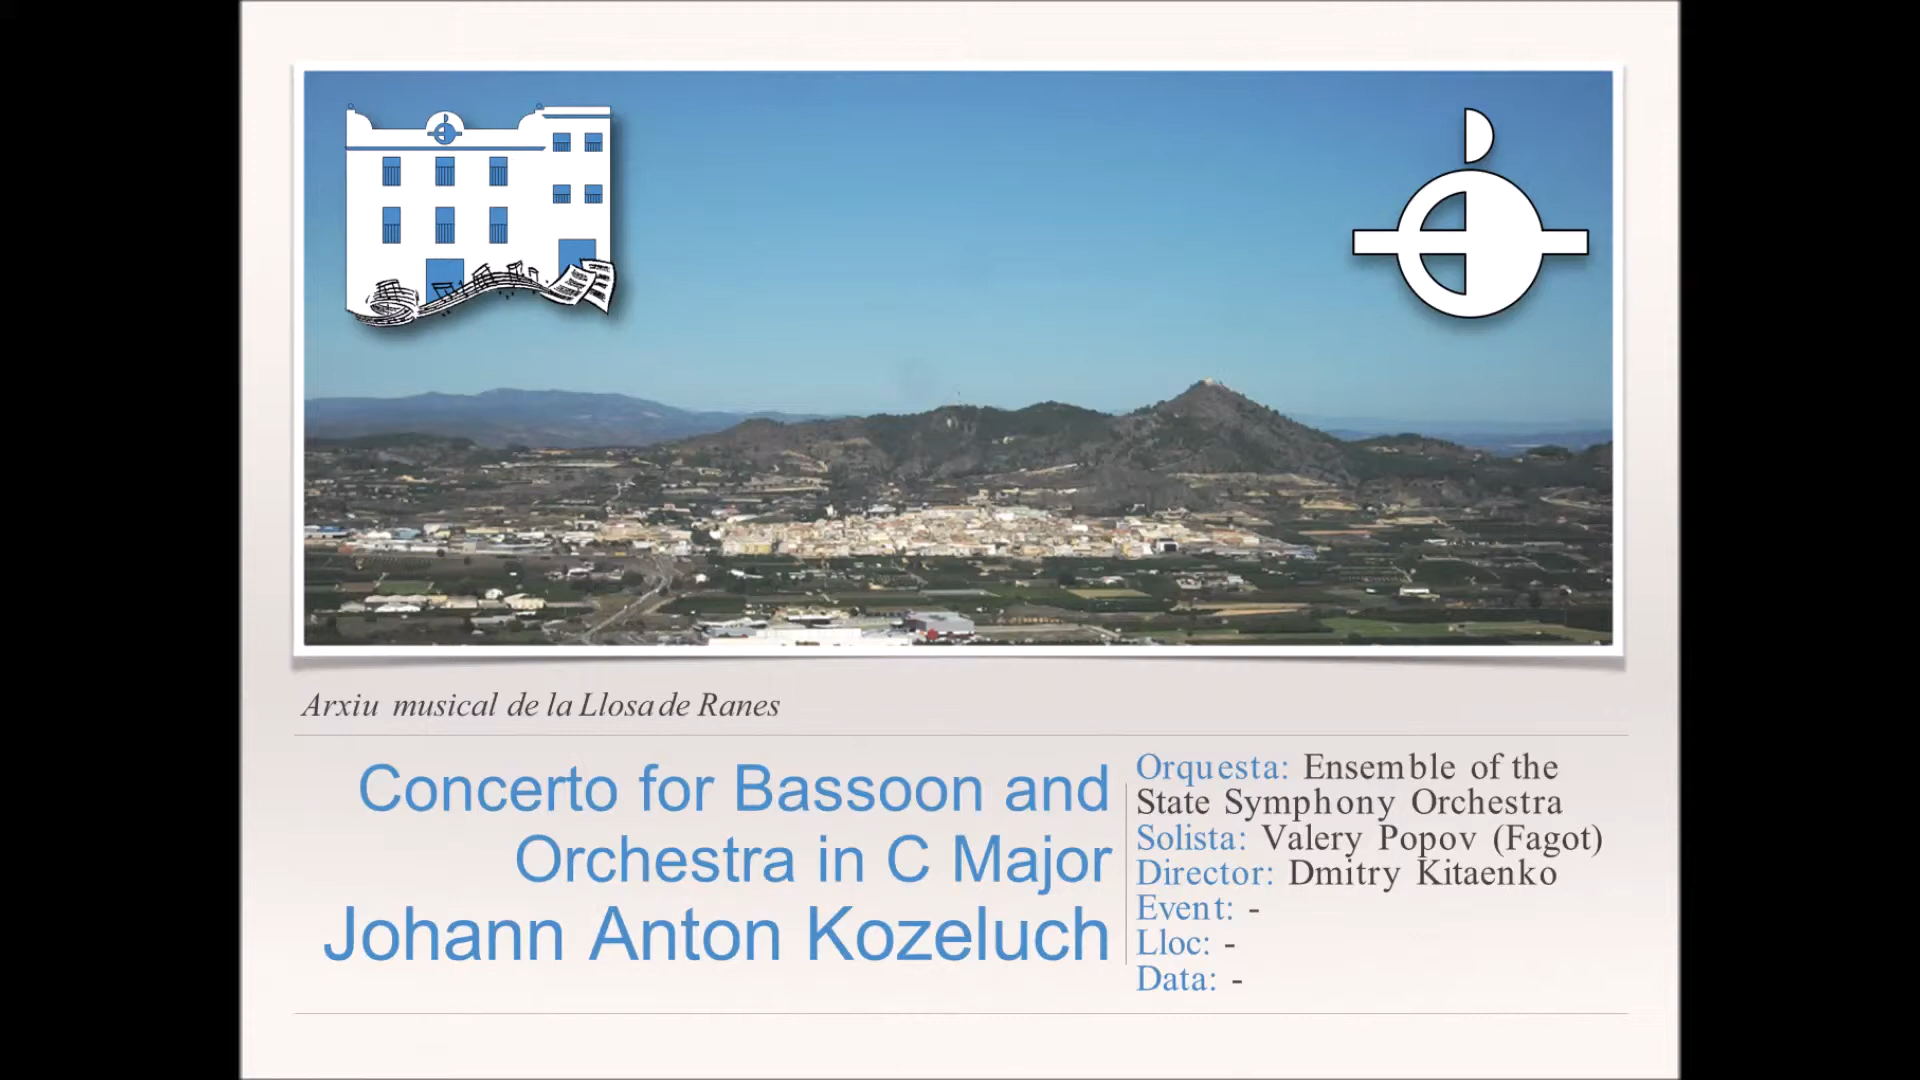 Arxiu musical de la Llosa de Ranes
Concerto for Bassoon and
Orchestra in C Major
Johann Anton Kozeluch
Orquesta: Ensemble of the
State Symphony Orchestra
Solista: Valery Popov (Fagot)
Director: Dmitry Kitaenko
Event: -
Lloc: -
Data: -